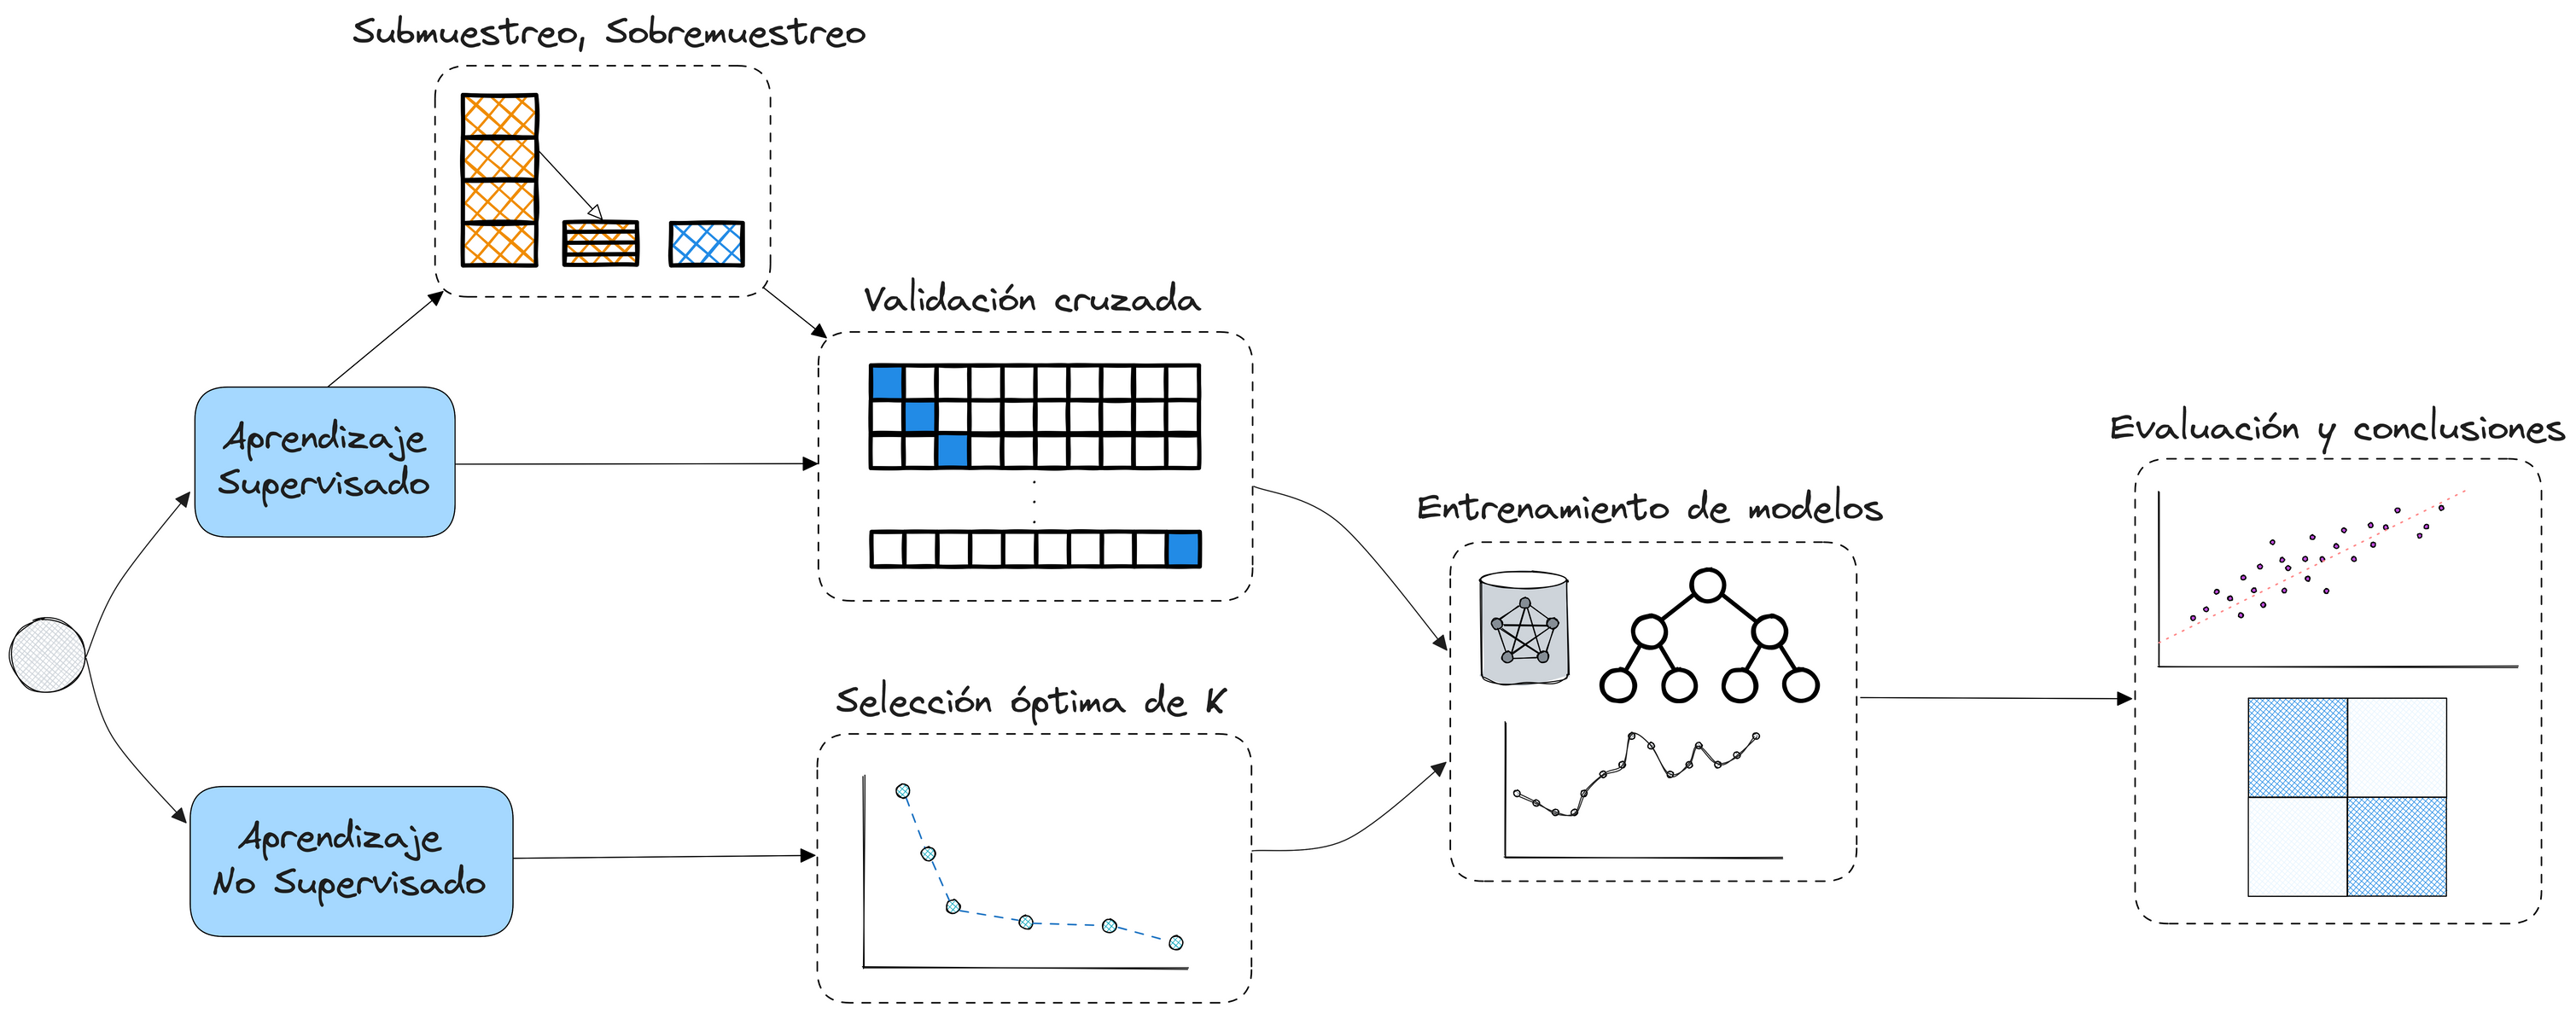 Submuestreo, Sobremuestreo
Validación cruzada
Aprendizaje
Supervisado
Evaluación y conclusiones
Entrenamiento de modelos
Selección óptima de K
Aprendizaje
No Supervisado